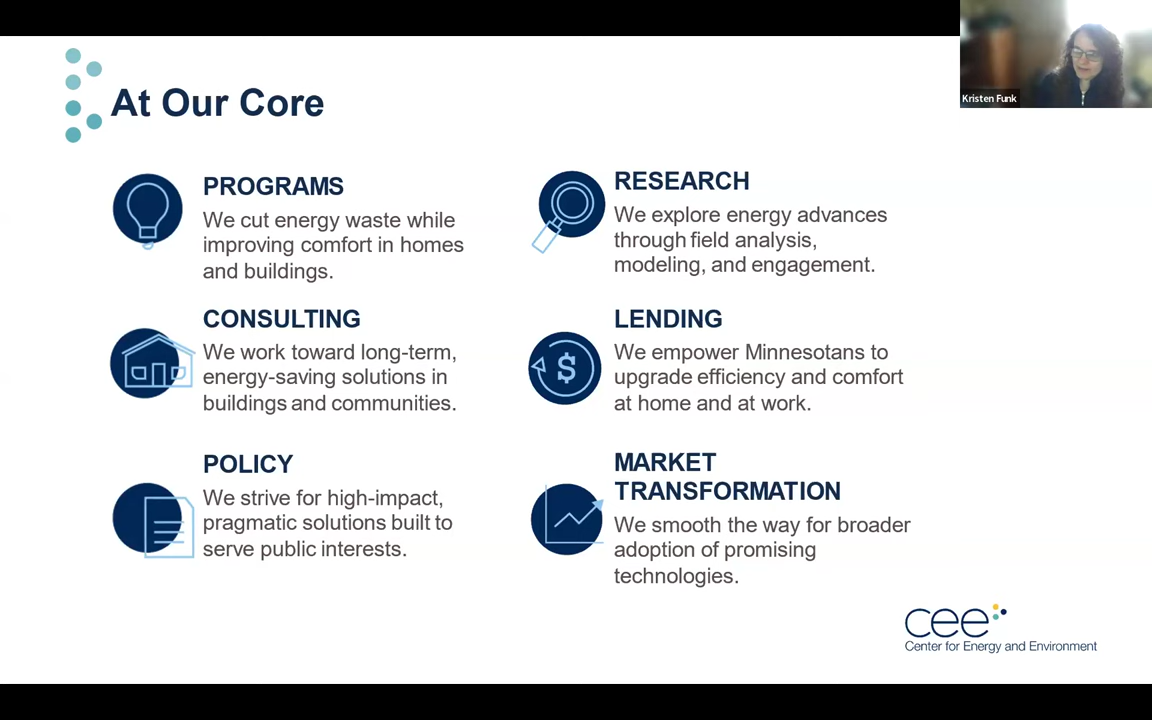 At Our Core
PROGRAMS
We cut energy waste while
improving comfort in homes
and buildings.
CONSULTING
We work toward long-term,
energy-saving solutions in
buildings and communities.
POLICY
We strive for high-impact,
pragmatic solutions built to
serve public interests.
RESEARCH
We explore energy advances
through field analysis,
modeling, and engagement.
LENDING
We empower Minnesotans to
upgrade efficiency and comfort
at home and at work.
MARKET
TRANSFORMATION
We smooth the way for broader
adoption of promising
technologies.
$
cee
Center for Energy and Environment
Kristen Funk